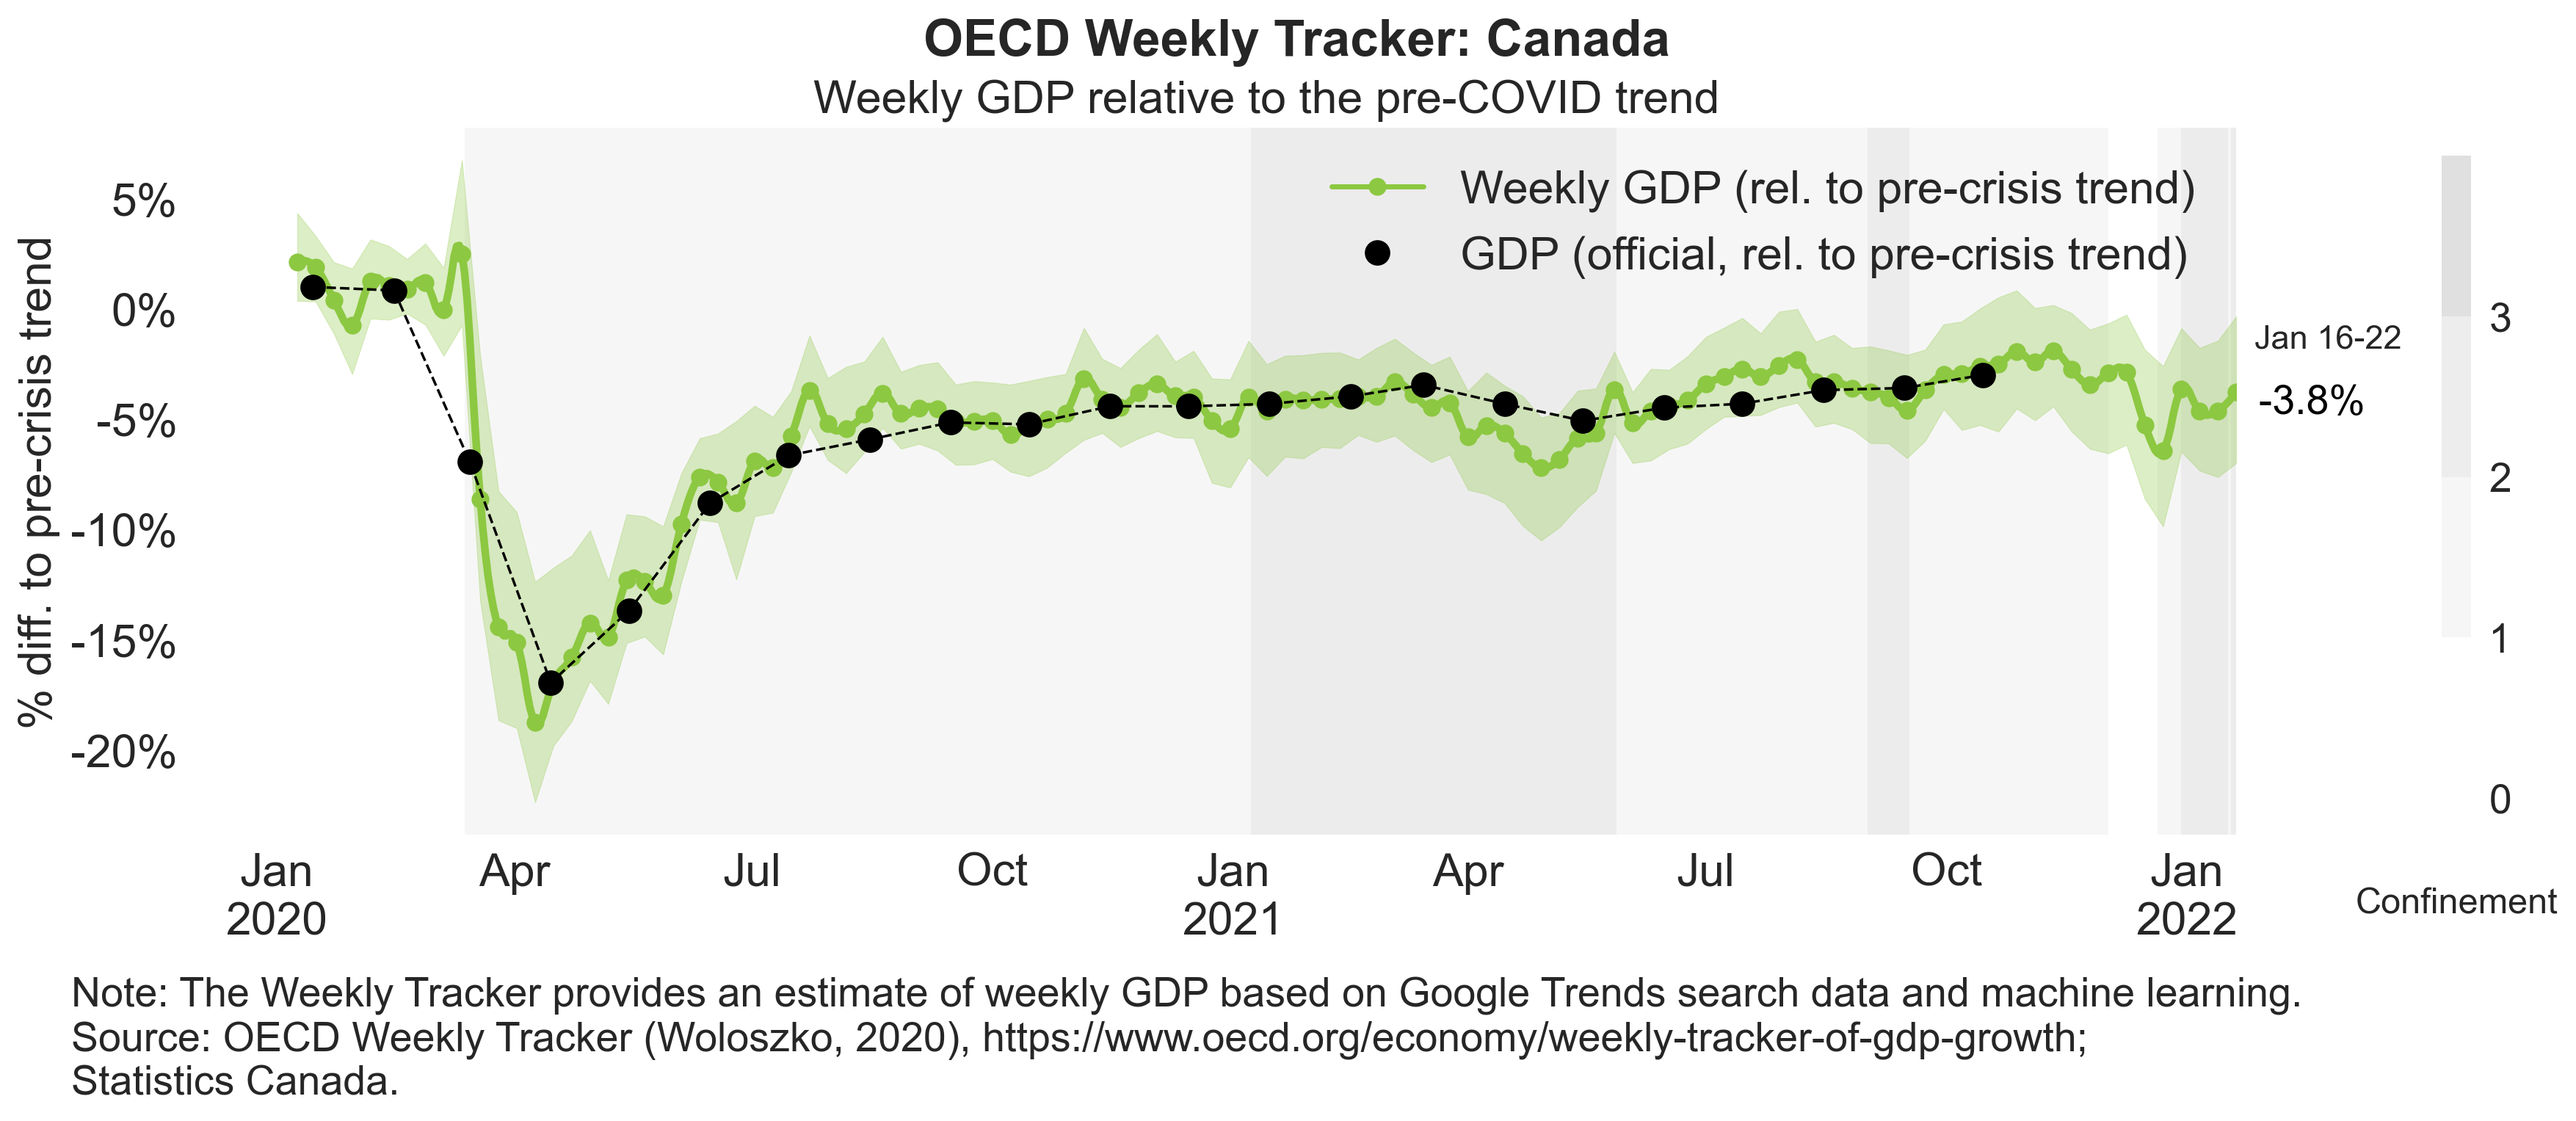 OECD Weekly Tracker: Canada
Weekly GDP relative to the pre-COVID trend
% diff. to pre-crisis trend
5%
0%
-5%
-10%
-15%
-20%
Weekly GDP (rel. to pre-crisis trend)
GDP (official, rel. to pre-crisis trend)
Jan 16-22
-3.8%
3
2
1
0
Confinement
Jan Apr Jul Oct Jan Apr Jul Oct Jan
2020 2021 2022
Note: The Weekly Tracker provides an estimate of weekly GDP based on Google Trends search data and machine learning.
Source: OECD Weekly Tracker (Woloszko, 2020), https://www.oecd.org/economy/weekly-tracker-of-gdp-growth;
Statistics Canada.